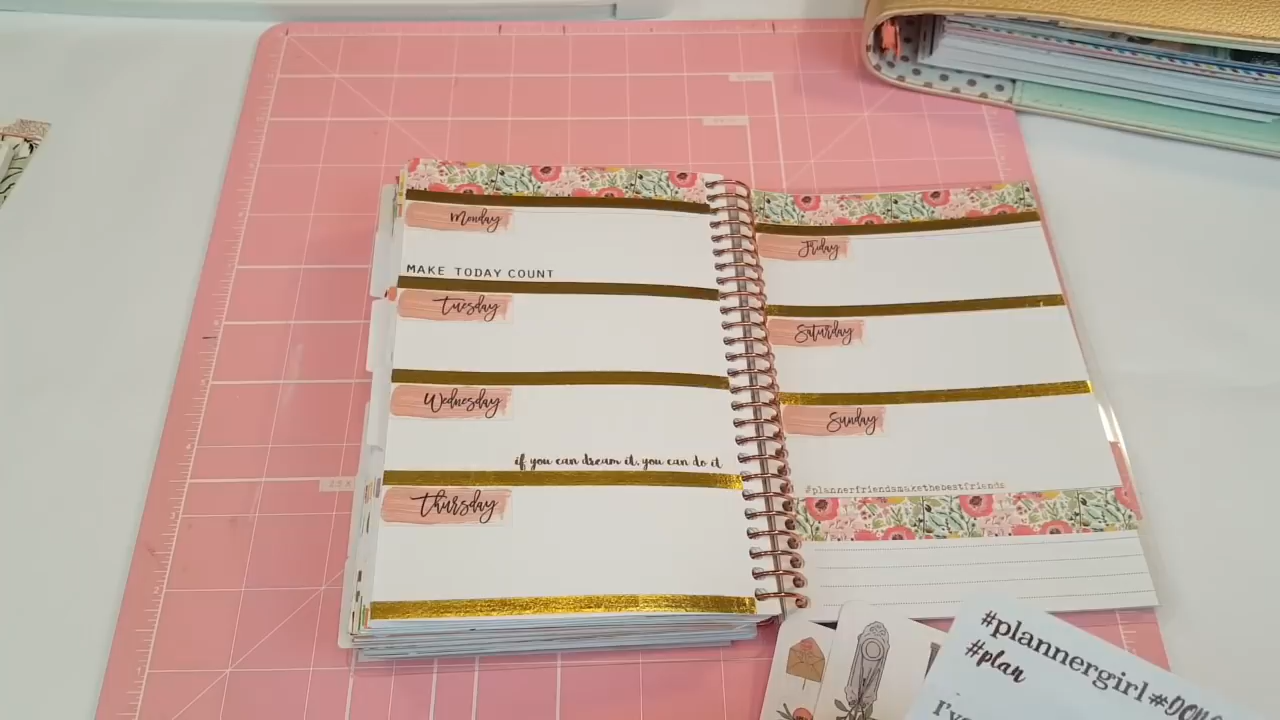 Monday
MAKE TODAY COUNT
Tuesday
Wednesday
if you can dream it, you can do it
Thursday
Friday
Saturday
Sunday
#plannerfriendsmakethebestfriends
#plannergirl
#plan